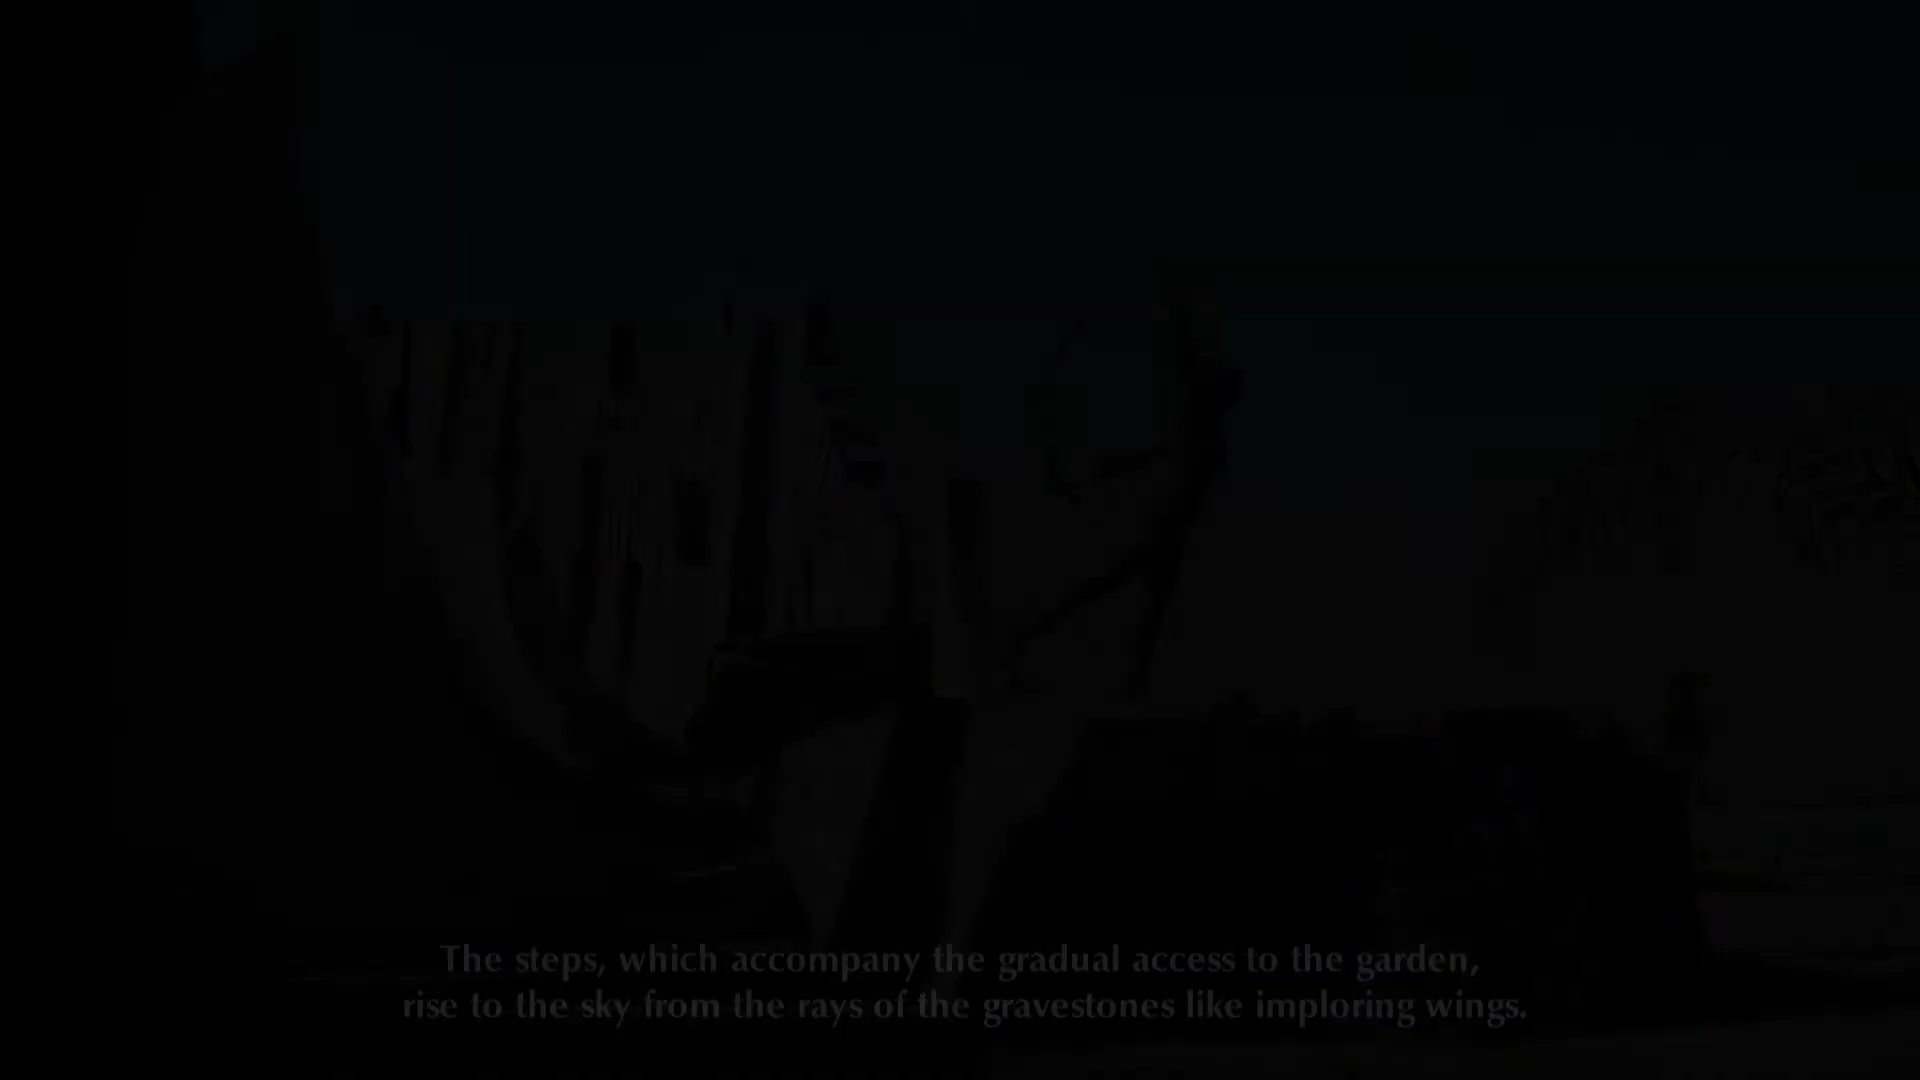 The steps, which accompany the gradual access to the garden,
rise to the sky from the rays of the gravestones like imploring wings.